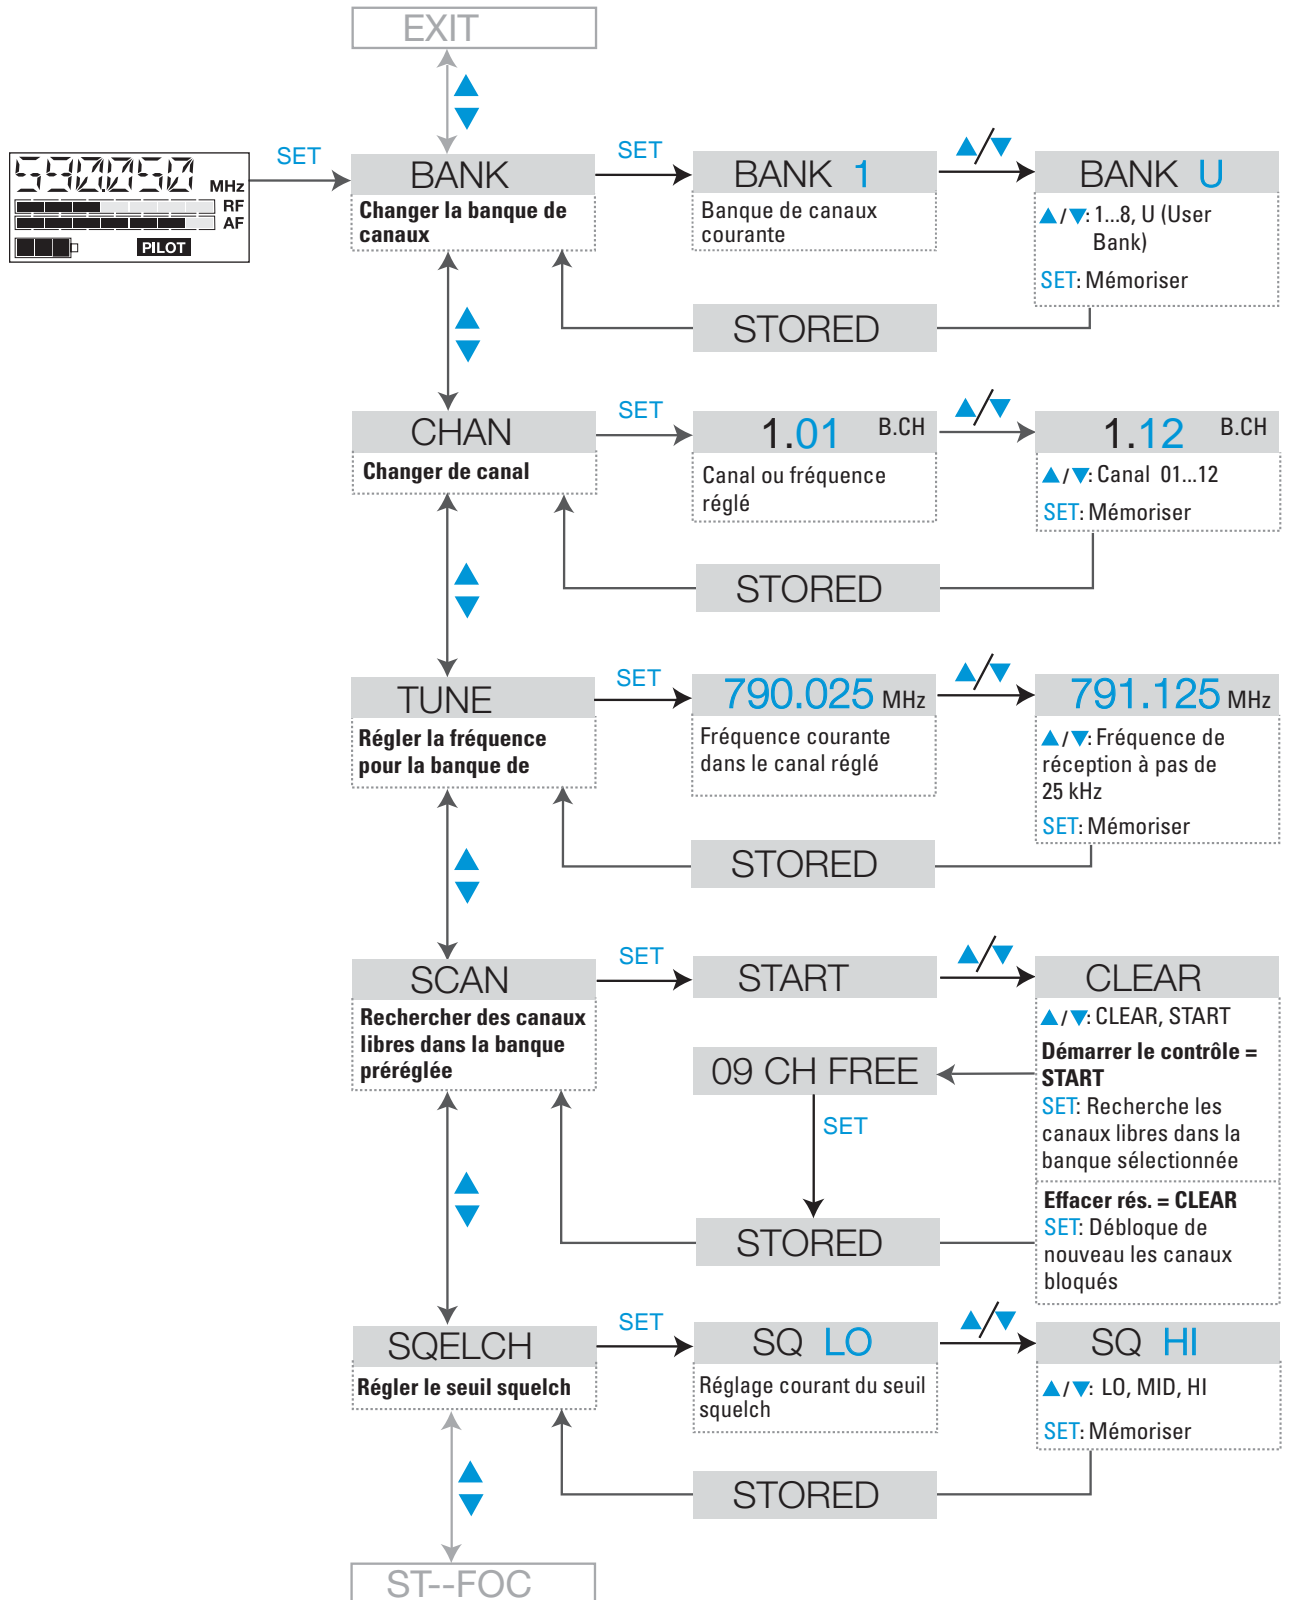 EXIT
590.050 MHz
RF
AF
PILOT
SET
BANK
Changer la banque de
canaux
SET
BANK 1
Banque de canaux
courante
▲/▼
BANK U
▲/▼: 1...8, U (User
Bank)
SET: Mémoriser
STORED
CHAN
Changer de canal
SET
1.01 B.CH
Canal ou fréquence
réglé
▲/▼
1.12 B.CH
▲/▼: Canal 01...12
SET: Mémoriser
STORED
TUNE
Régler la fréquence
pour la banque de
SET
790.025 MHz
Fréquence courante
dans le canal réglé
▲/▼
791.125 MHz
▲/▼: Fréquence de
réception à pas de
25 kHz
SET: Mémoriser
STORED
SCAN
Rechercher des canaux
libres dans la banque
préréglée
SET
START
▲/▼
CLEAR
▲/▼: CLEAR, START
Démarrer le contrôle =
START
SET: Recherche les
canaux libres dans la
banque sélectionnée
09 CH FREE
SET
Effacer rés. = CLEAR
SET: Débloque de
nouveau les canaux
bloqués
STORED
SQELCH
Régler le seuil squelch
SET
SQ LO
Réglage courant du seuil
squelch
▲/▼
SQ HI
▲/▼: LO, MID, HI
SET: Mémoriser
STORED
ST--FOC